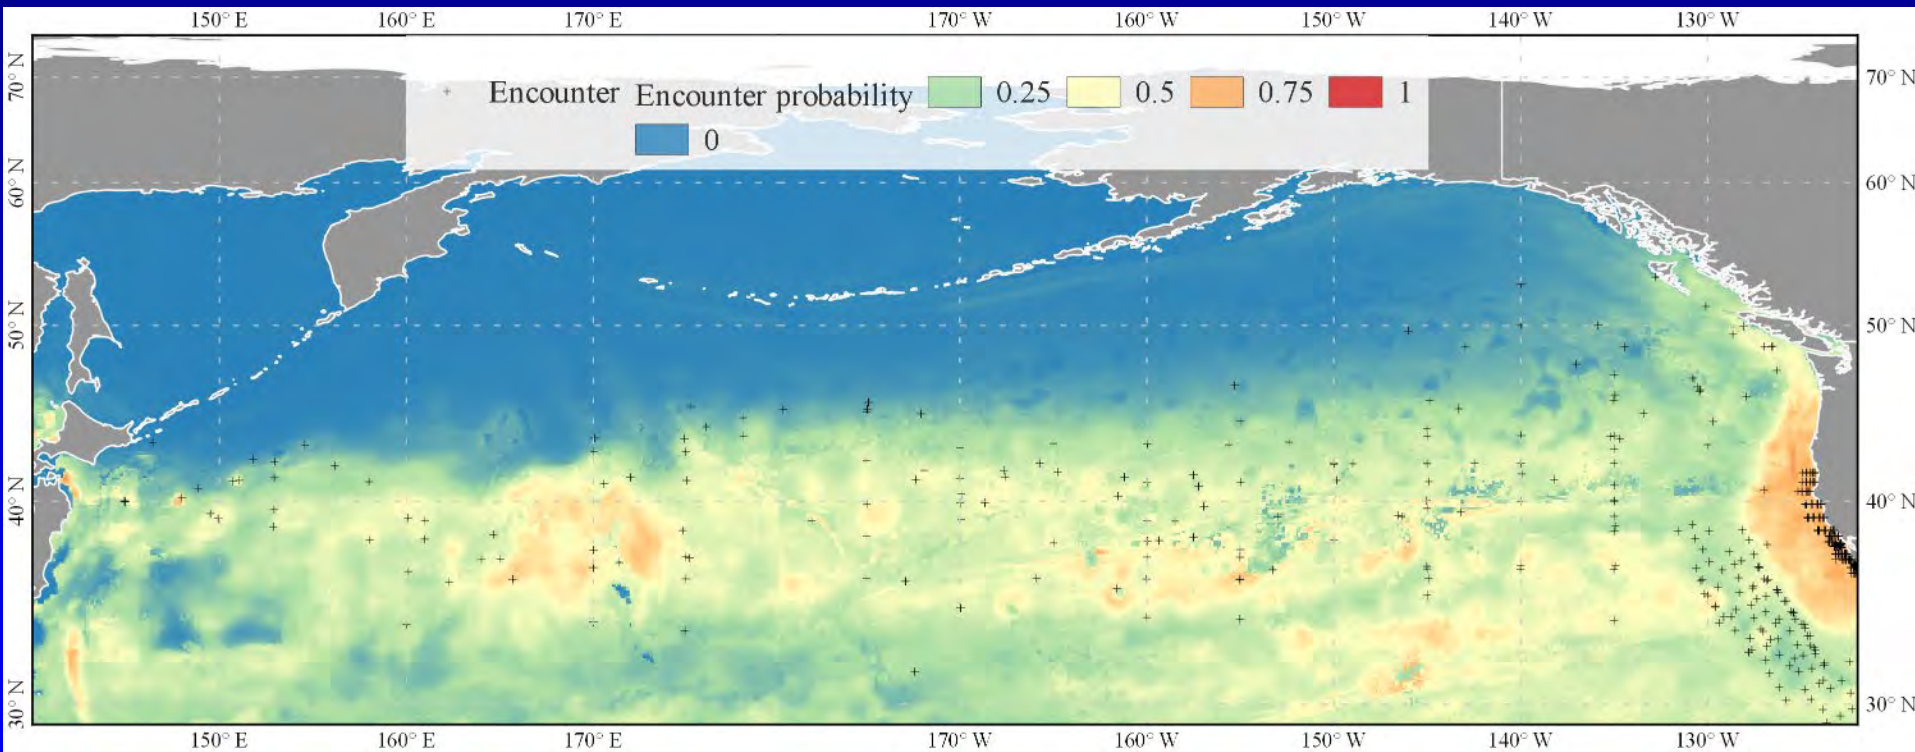 150° E 160° E 170° E 170° W 160° W 150° W 140° W 130° W
70° N 70° N
Encounter Encounter probability 0.25 0.5 0.75 1
0
60° N 60° N
50° N 50° N
40° N 40° N
30° N 30° N
150° E 160° E 170° E 170° W 160° W 150° W 140° W 130° W